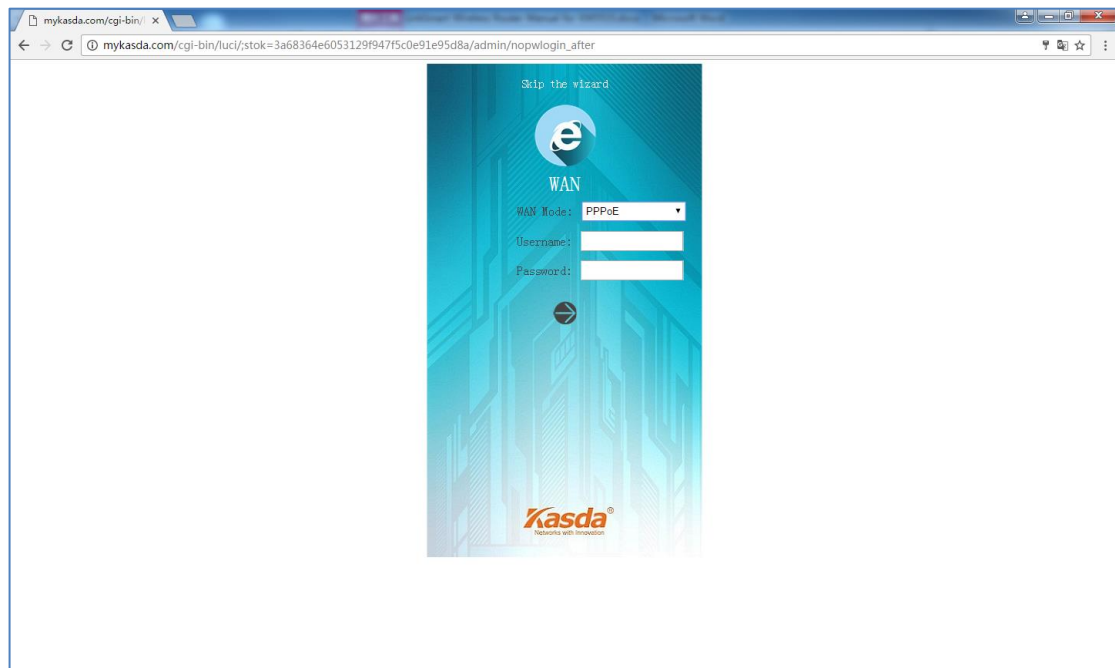 mykasda.com/cgi-bin/l
mykasda.com/cgi-bin/luci/;stok=3a68364e6053129f947f5c0e91e95d8a/admin/nopwlogin_after
Skip the wizard
WAN
WAN Mode: PPPoE
Username:
Password:
Kasda®
Networks with Innovation